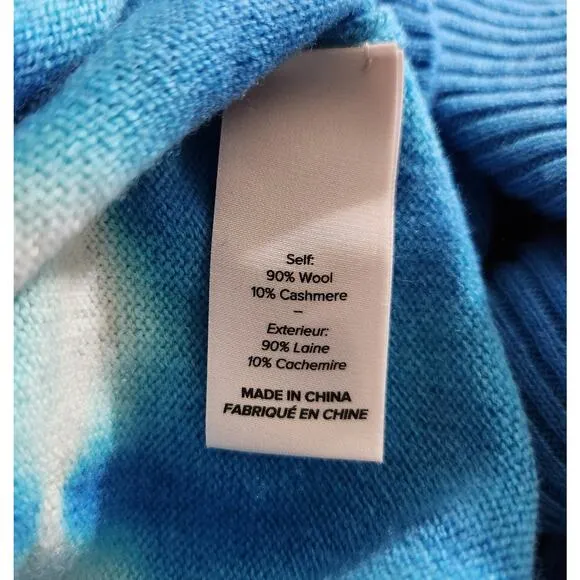 Self:
90% Wool
10% Cashmere
–
Exterieur:
90% Laine
10% Cachemire
MADE IN CHINA
FABRIQUÉ EN CHINE